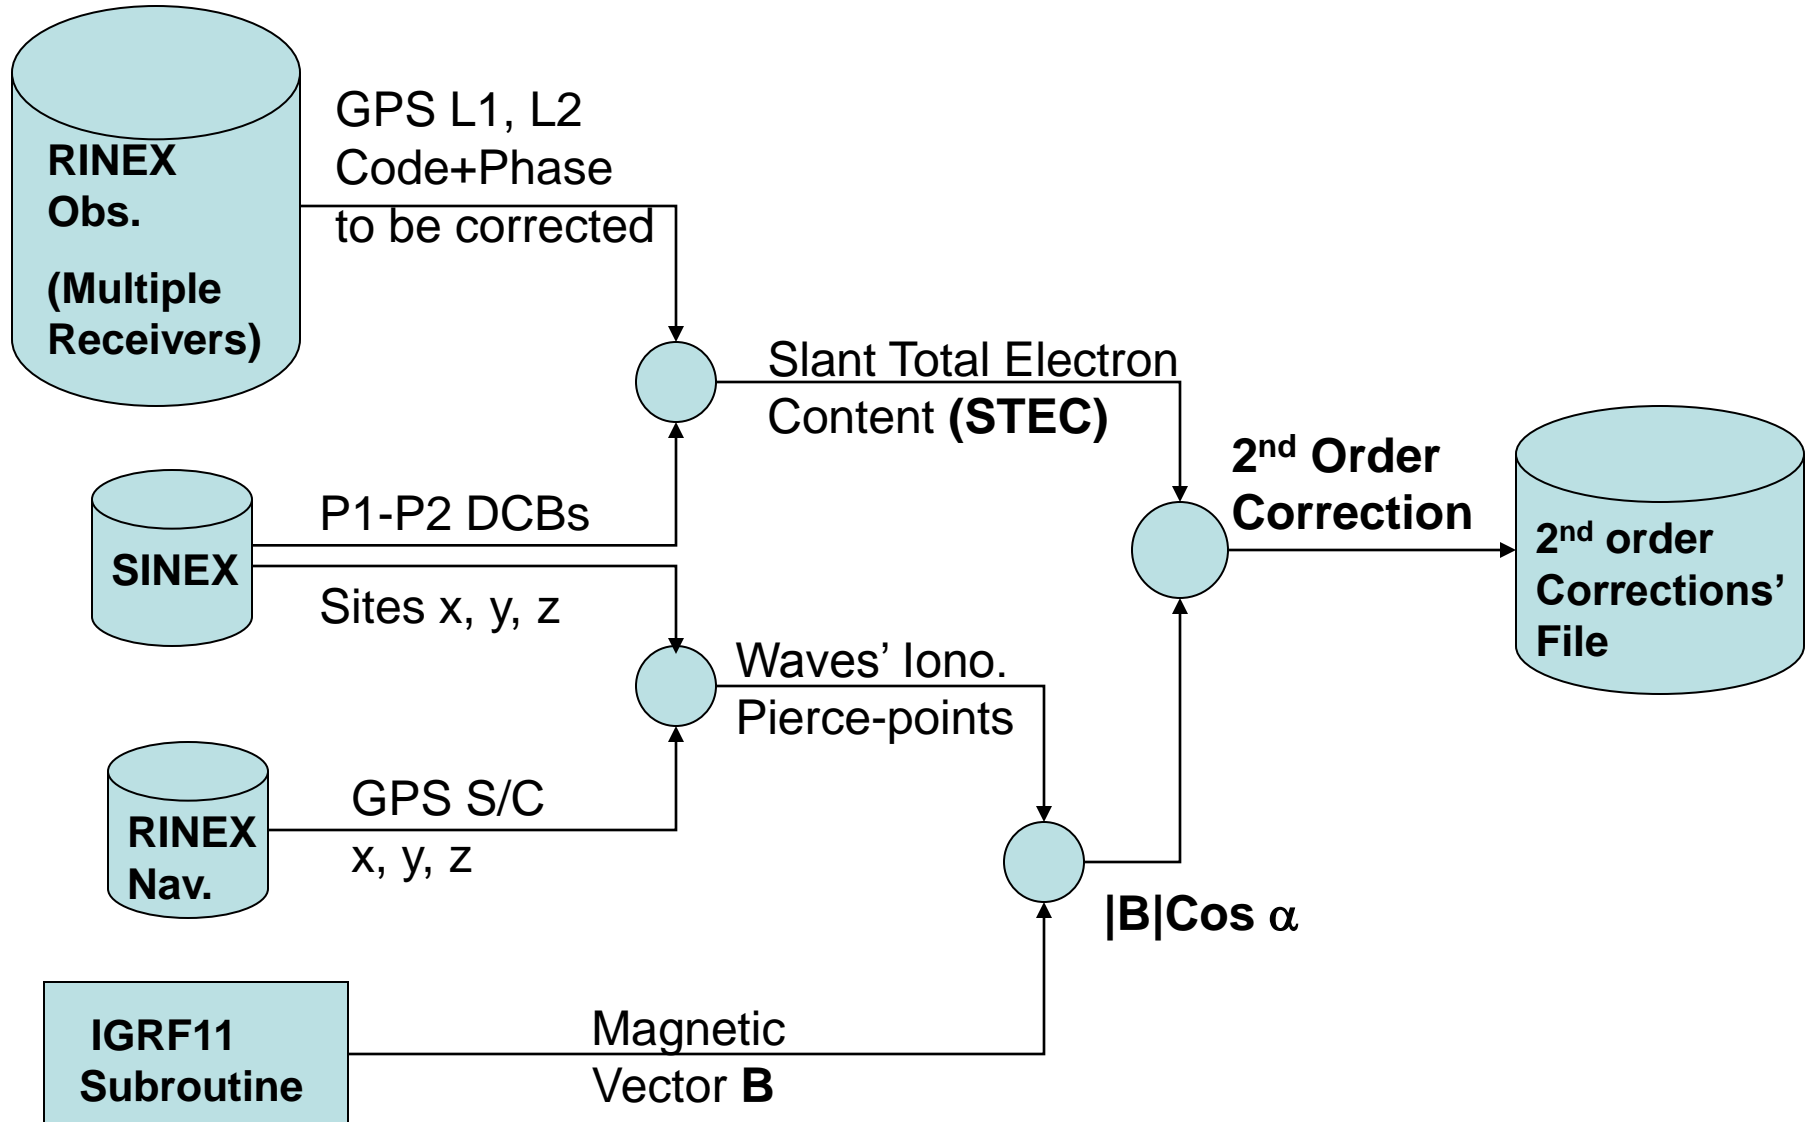 RINEX
Obs.
(Multiple
Receivers)
GPS L1, L2
Code+Phase
to be corrected
Slant Total Electron
Content (STEC)
2nd Order
Correction
2nd order
Corrections’
File
SINEX
P1-P2 DCBs
Sites x, y, z
Waves’ Iono.
Pierce-points
RINEX
Nav.
GPS S/C
x, y, z
|B|Cos α
IGRF11
Subroutine
Magnetic
Vector B